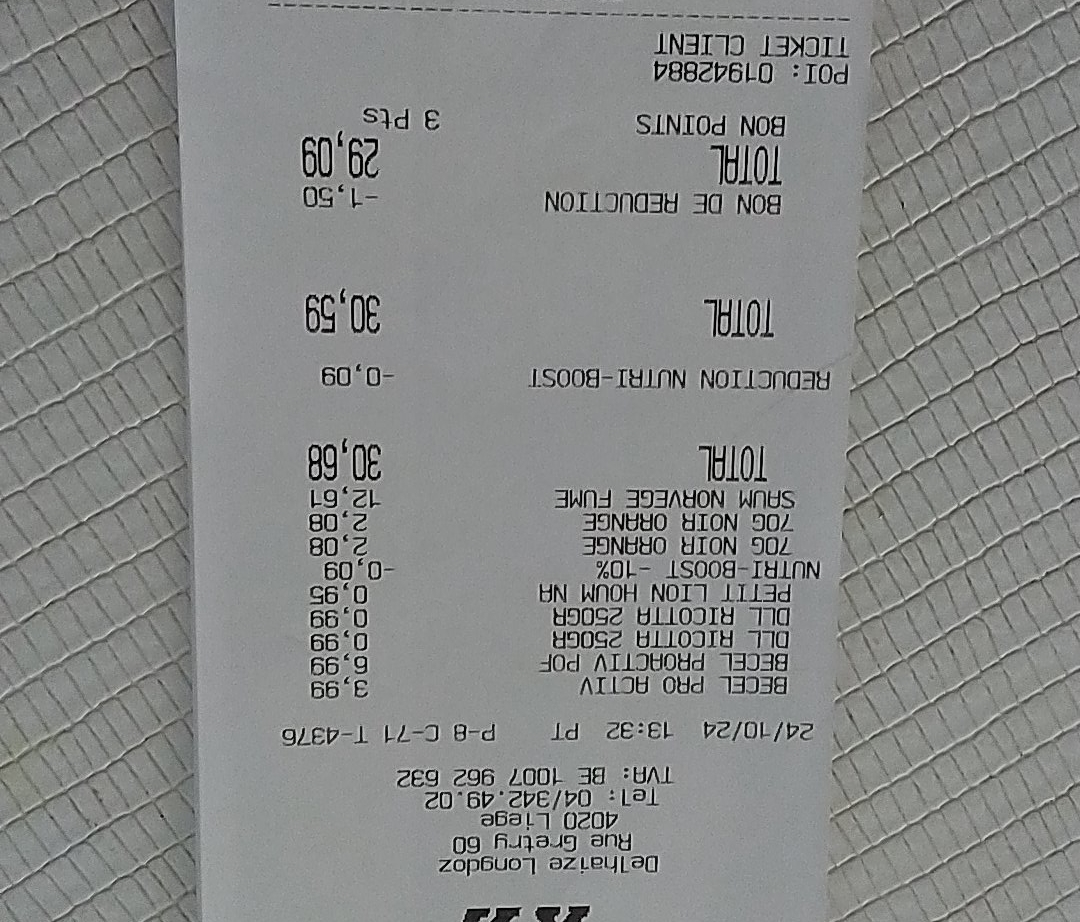 Delhaize Longdoz
Rue Gretry 60
4020 Liege
Tel: 04/342.49.02
TVA: BE 1007 962 632
24/10/24 13:32 PT P-8 C-71 T-4376
BECEL PRO ACTIV 3,99
BECEL PROACTIV POF 6,99
DLL RICOTTA 250GR 0,99
DLL RICOTTA 250GR 0,99
PETIT LION HOUM NA 0,95
NUTRI-BOOST -10% -0,09
70G NOIR ORANGE 2,08
70G NOIR ORANGE 2,08
SAUM NORVEGE FUME 12,61
TOTAL 30,68
REDUCTION NUTRI-BOOST -0,09
TOTAL 30,59
BON DE REDUCTION -1,50
TOTAL 29,09
BON POINTS 3 Pts
POI: 01942884
TICKET CLIENT